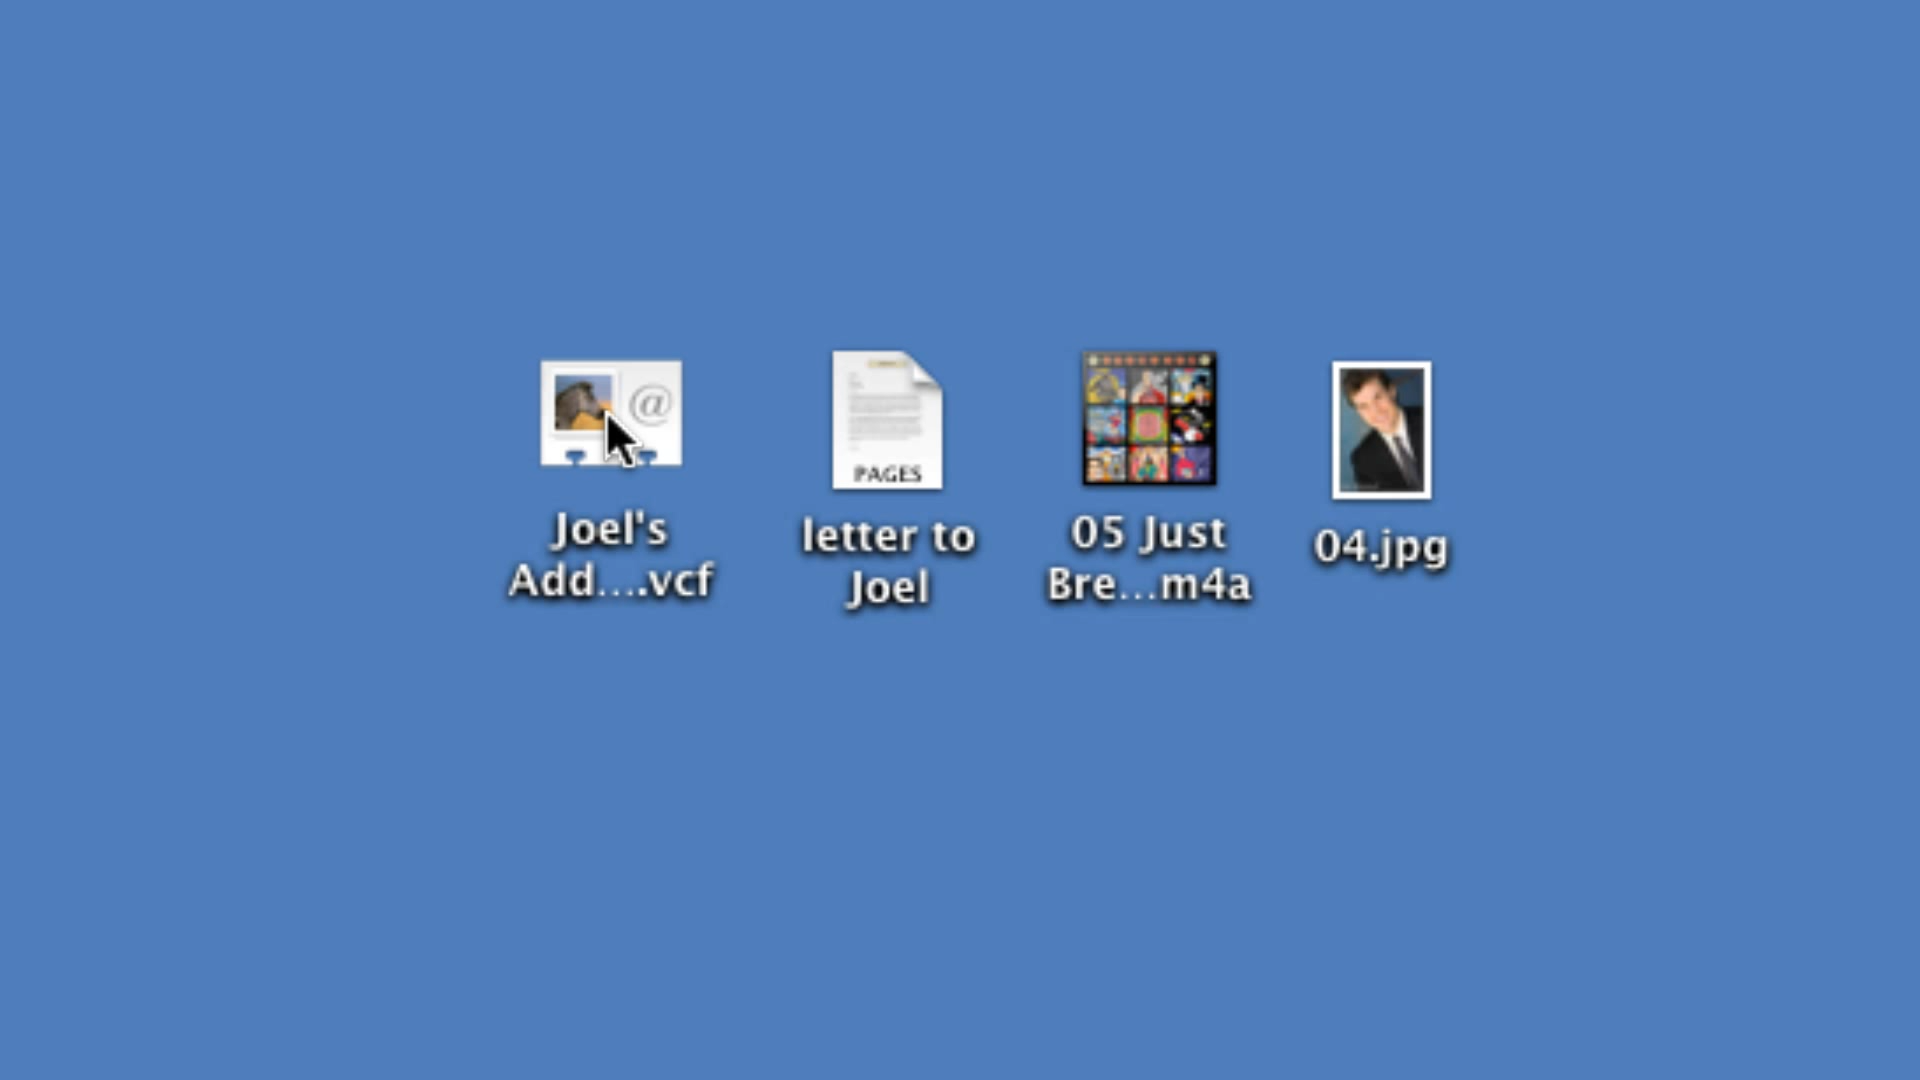 @
PAGES
Joel's
Add....vcf
letter to
Joel
05 Just
Bre...m4a
04.jpg